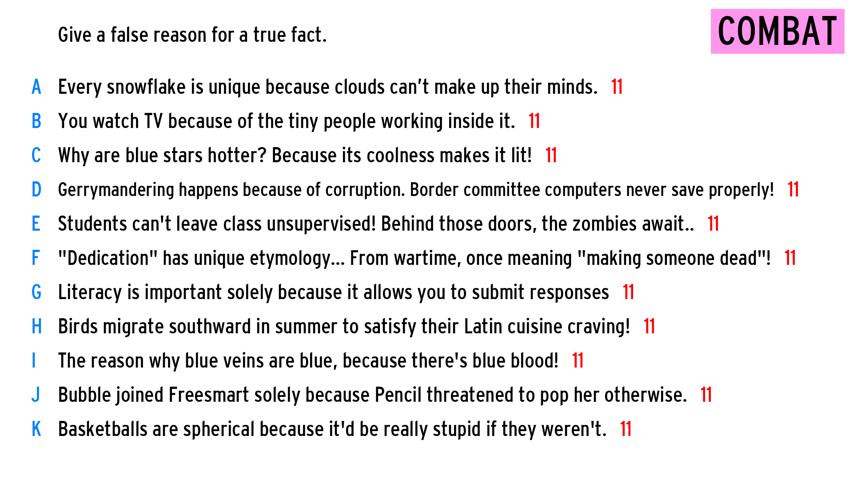 Give a false reason for a true fact.
COMBAT
A Every snowflake is unique because clouds can't make up their minds. 11
B You watch TV because of the tiny people working inside it. 11
C Why are blue stars hotter? Because its coolness makes it lit! 11
D Gerrymandering happens because of corruption. Border committee computers never save properly! 11
E Students can't leave class unsupervised! Behind those doors, the zombies await.. 11
F "Dedication" has unique etymology... From wartime, once meaning "making someone dead"! 11
G Literacy is important solely because it allows you to submit responses 11
H Birds migrate southward in summer to satisfy their Latin cuisine craving! 11
I The reason why blue veins are blue, because there's blue blood! 11
J Bubble joined Freesmart solely because Pencil threatened to pop her otherwise. 11
K Basketballs are spherical because it'd be really stupid if they weren't. 11